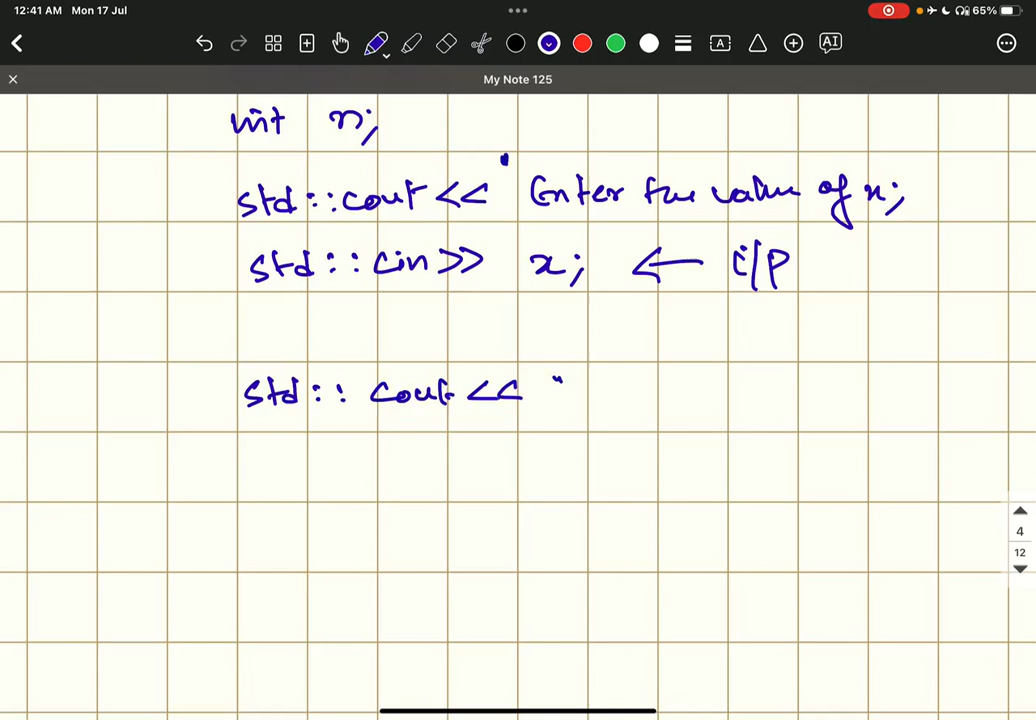 12:41 AM Mon 17 Jul
65%
A
AI
My Note 125
int x;
std::cout << " Enter the value of x;
std::cin >> x; ← i/p
std:: cout << "
4
12